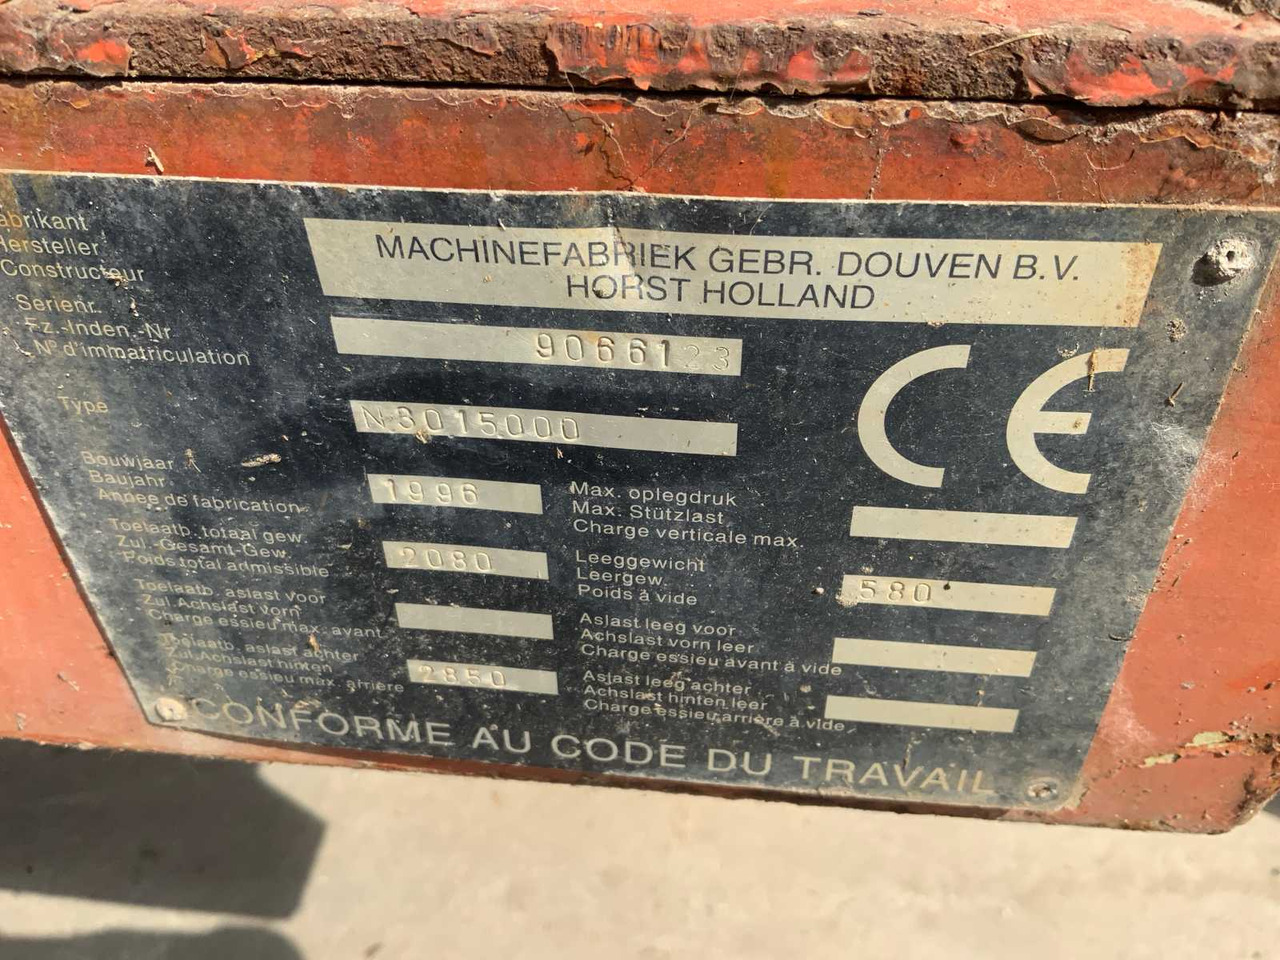 Fabrikant
Hersteller
Constructeur
MACHINEFABRIEK GEBR. DOUVEN B.V.
HORST HOLLAND
Serienr.
Fz.-Inden.-Nr
Nº d'immatriculation
9066123
CE
Type
N3015000
Bouwjaar
Baujahr
Annee de fabrication
1996
Max. oplegdruk
Max. Stützlast
Charge verticale max.
Toelaatb. totaal gew.
Zul.-Gesamt-Gew.
Poids total admissible
2080
Leeggewicht
Leergew
Poids à vide
580
Toelaatb. aslast voor
Zul.Achslast vorn
Charge essieu max. avant
Aslast leeg voor
Achslast vorn leer
Charge essieu avant à vide
Toelaatb. aslast achter
Zul.Achslast hinten
Charge essieu max. arrière
2850
Aslast leeg achter
Achslast hinten leer
Charge essieu arrière à vide
CONFORME AU CODE DU TRAVAIL